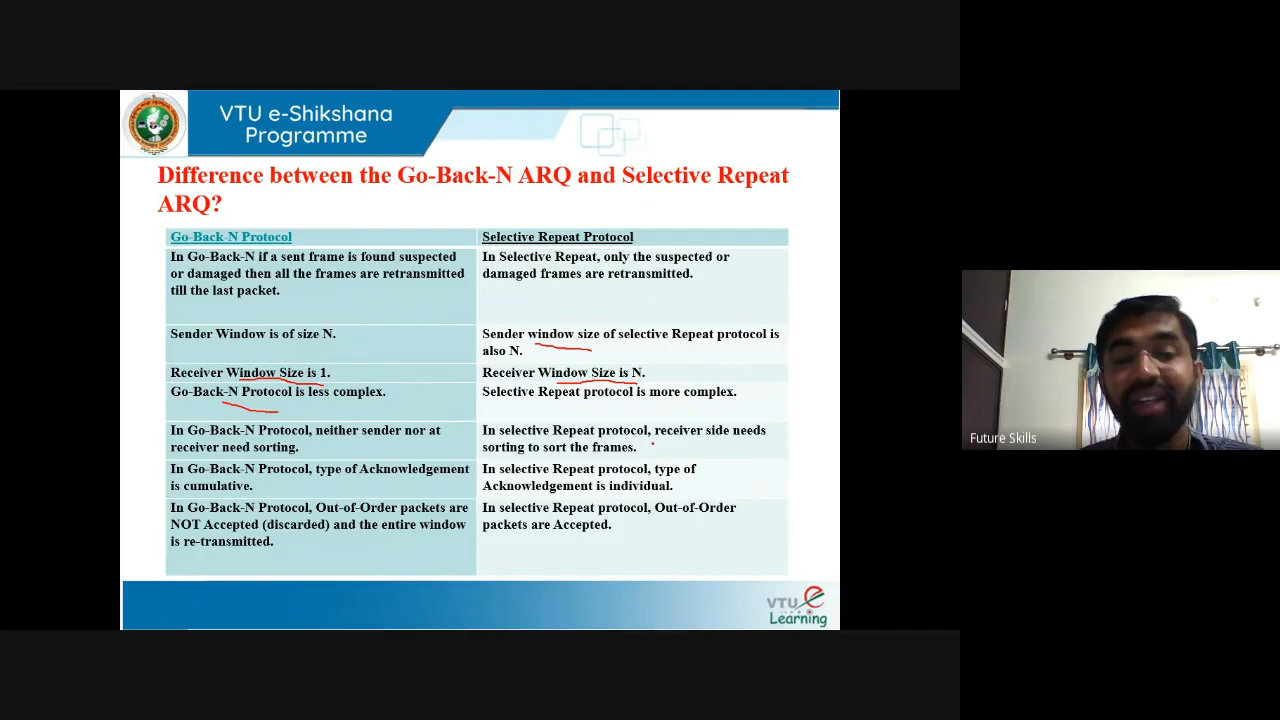 VTU e-Shikshana
Programme
Difference between the Go-Back-N ARQ and Selective Repeat
ARQ?
Go-Back-N Protocol
Selective Repeat Protocol
In Go-Back-N if a sent frame is found suspected
or damaged then all the frames are retransmitted
till the last packet.
In Selective Repeat, only the suspected or
damaged frames are retransmitted.
Sender Window is of size N.
Sender window size of selective Repeat protocol is
also N.
Receiver Window Size is 1.
Receiver Window Size is N.
Go-Back-N Protocol is less complex.
Selective Repeat protocol is more complex.
In Go-Back-N Protocol, neither sender nor at
receiver need sorting.
In selective Repeat protocol, receiver side needs
sorting to sort the frames.
In Go-Back-N Protocol, type of Acknowledgement
is cumulative.
In selective Repeat protocol, type of
Acknowledgement is individual.
In Go-Back-N Protocol, Out-of-Order packets are
NOT Accepted (discarded) and the entire window
is re-transmitted.
In selective Repeat protocol, Out-of-Order
packets are Accepted.
VTU e
Learning
Future Skills